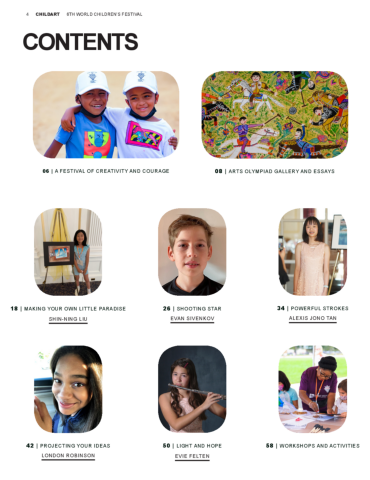 4 CHILDART 6TH WORLD CHILDREN'S FESTIVAL
CONTENTS
06 | A FESTIVAL OF CREATIVITY AND COURAGE
08 | ARTS OLYMPIAD GALLERY AND ESSAYS
18 | MAKING YOUR OWN LITTLE PARADISE
SHIN-NING LIU
26 | SHOOTING STAR
EVAN SIVENKOV
34 | POWERFUL STROKES
ALEXIS JONO TAN
42 | PROJECTING YOUR IDEAS
LONDON ROBINSON
50 | LIGHT AND HOPE
EVIE FELTEN
58 | WORKSHOPS AND ACTIVITIES